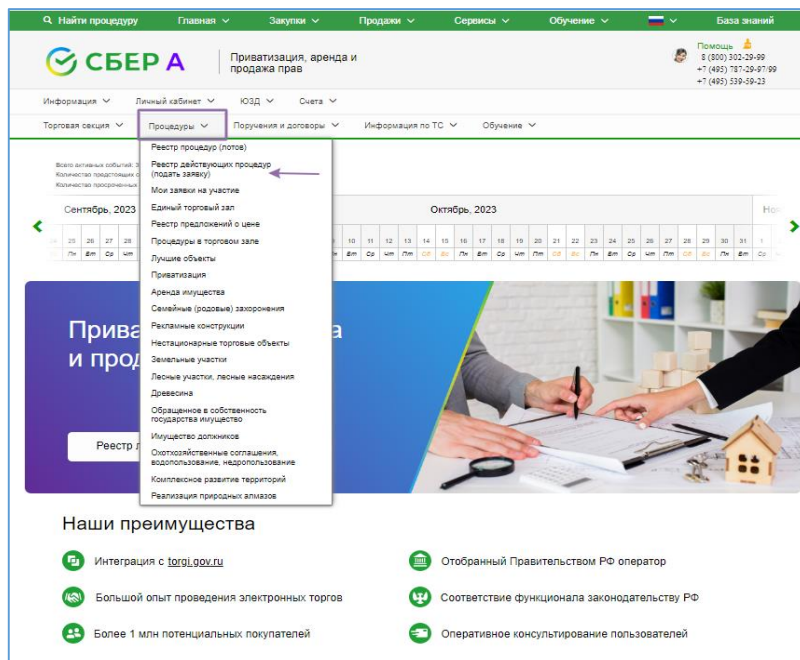 Найти процедуру Главная Закупки Продажи Сервисы Обучение База знаний
СБЕР А
Приватизация, аренда и
продажа прав
Помощь
8 (800) 302-29-99
+7 (495) 787-29-97/99
+7 (495) 539-59-23
Информация Личный кабинет ЮЗД Счета
Торговая секция Процедуры Поручения и договоры Информация по ТС Обучение
Реестр процедур (лотов)
Реестр действующих процедур
(подать заявку)
Мои заявки на участие
Единый торговый зал
Реестр предложений о цене
Процедуры в торговом зале
Лучшие объекты
Приватизация
Аренда имущества
Семейные (родовые) захоронения
Рекламные конструкции
Нестационарные торговые объекты
Земельные участки
Лесные участки, лесные насаждения
Древесина
Обращенное в собственность
государства имущество
Имущество должников
Охотхозяйственные соглашения,
водопользование, недропользование
Комплексное развитие территорий
Реализация природных алмазов
Всего активных событий: 3
Количество предстоящих с
Количество просроченных
Сентябрь, 2023 Октябрь, 2023
25 26 27 28 10 11 12 13 14 15 16 17 18 19 20 21 22 23 24 25 26 27 28 29 30 31 1
Пн Вт Ср Чт Вт Ср Чт Пт Сб Вс Пн Вт Ср Чт Пт Сб Вс Пн Вт Ср Чт Пт Сб Вс Пн Вт Ср
Прива а
и прод
Реестр л
Наши преимущества
Интеграция с torgi.gov.ru
Отобранный Правительством РФ оператор
Большой опыт проведения электронных торгов
Соответствие функционала законодательству РФ
Более 1 млн потенциальных покупателей
Оперативное консультирование пользователей